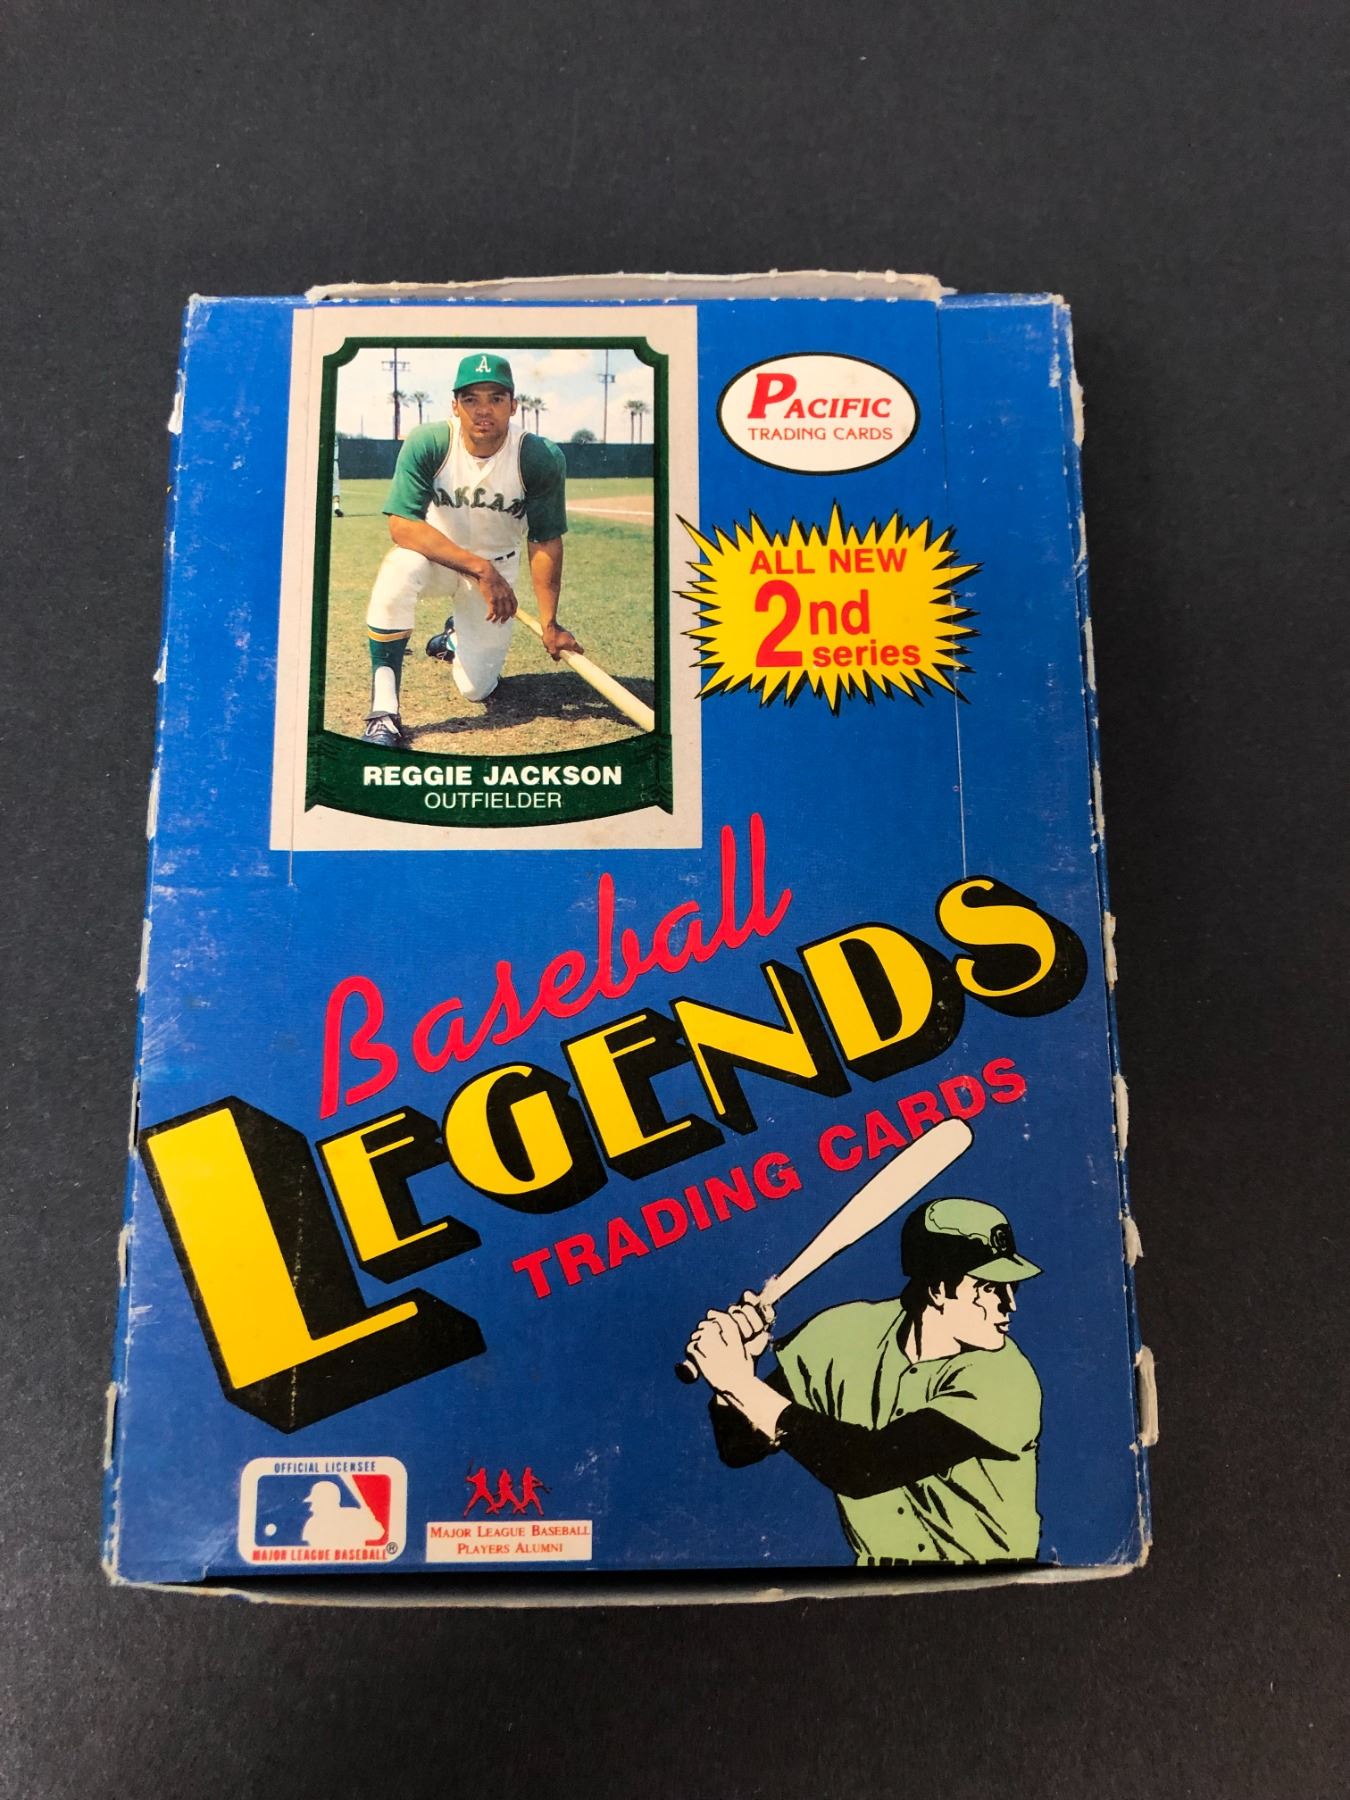 A
OAKLAND
REGGIE JACKSON
OUTFIELDER
PACIFIC
TRADING CARDS
ALL NEW
2nd
series
Baseball
LEGENDS
TRADING CARDS
G
OFFICIAL LICENSEE
MAJOR LEAGUE BASEBALL®
MAJOR LEAGUE BASEBALL
PLAYERS ALUMNI